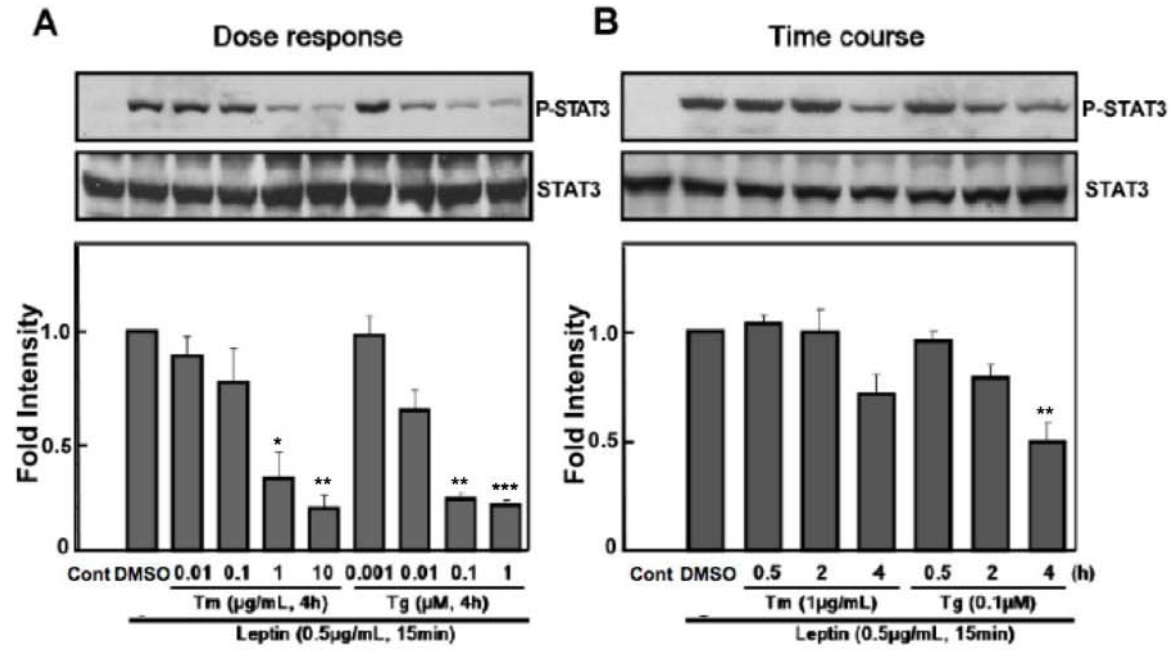 A
Dose response
P-STAT3
STAT3
Fold Intensity
1.0
0.5
0
*
**
**
***
Cont DMSO 0.01 0.1 1 10 0.001 0.01 0.1 1
Tm (µg/mL, 4h) Tg (µM, 4h)
Leptin (0.5µg/mL, 15min)
B
Time course
P-STAT3
STAT3
Fold Intensity
1.0
0.5
0
**
Cont DMSO 0.5 2 4 0.5 2 4 (h)
Tm (1µg/mL) Tg (0.1µM)
Leptin (0.5µg/mL, 15min)